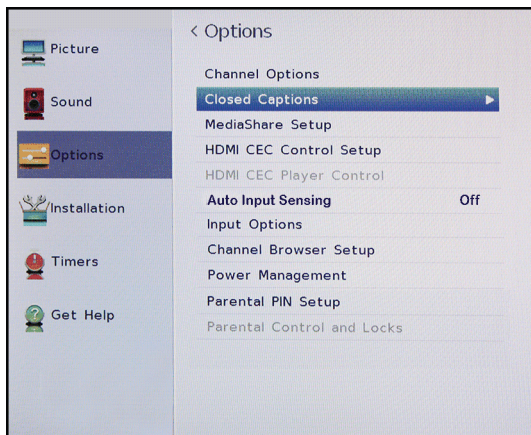 Picture
Sound
Options
Installation
Timers
Get Help
< Options
Channel Options
Closed Captions
MediaShare Setup
HDMI CEC Control Setup
HDMI CEC Player Control
Auto Input Sensing Off
Input Options
Channel Browser Setup
Power Management
Parental PIN Setup
Parental Control and Locks